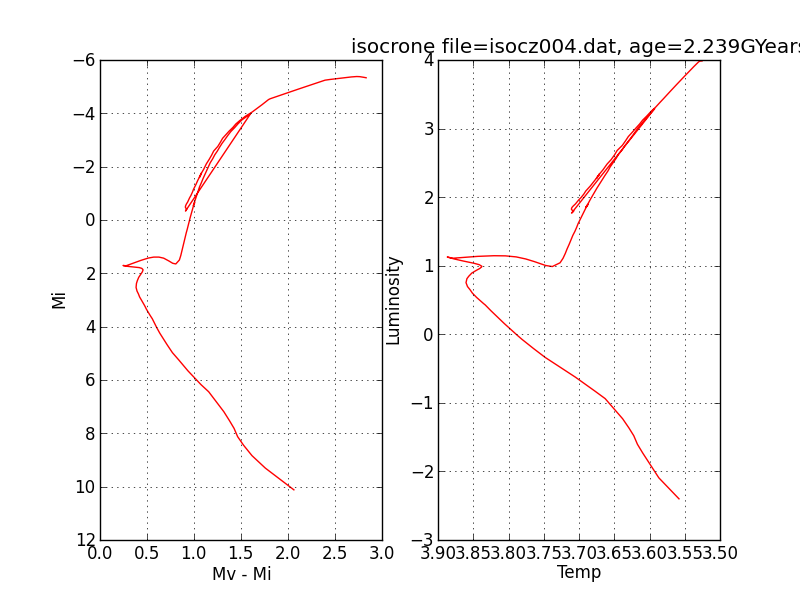 isocrone file=isocz004.dat, age=2.239GYears
−6
−4
−2
0
2
4
6
8
10
12
Mi
0.0 0.5 1.0 1.5 2.0 2.5 3.0
Mv - Mi
4
3
2
1
0
−1
−2
−3
Luminosity
3.90 3.85 3.80 3.75 3.70 3.65 3.60 3.55 3.50
Temp